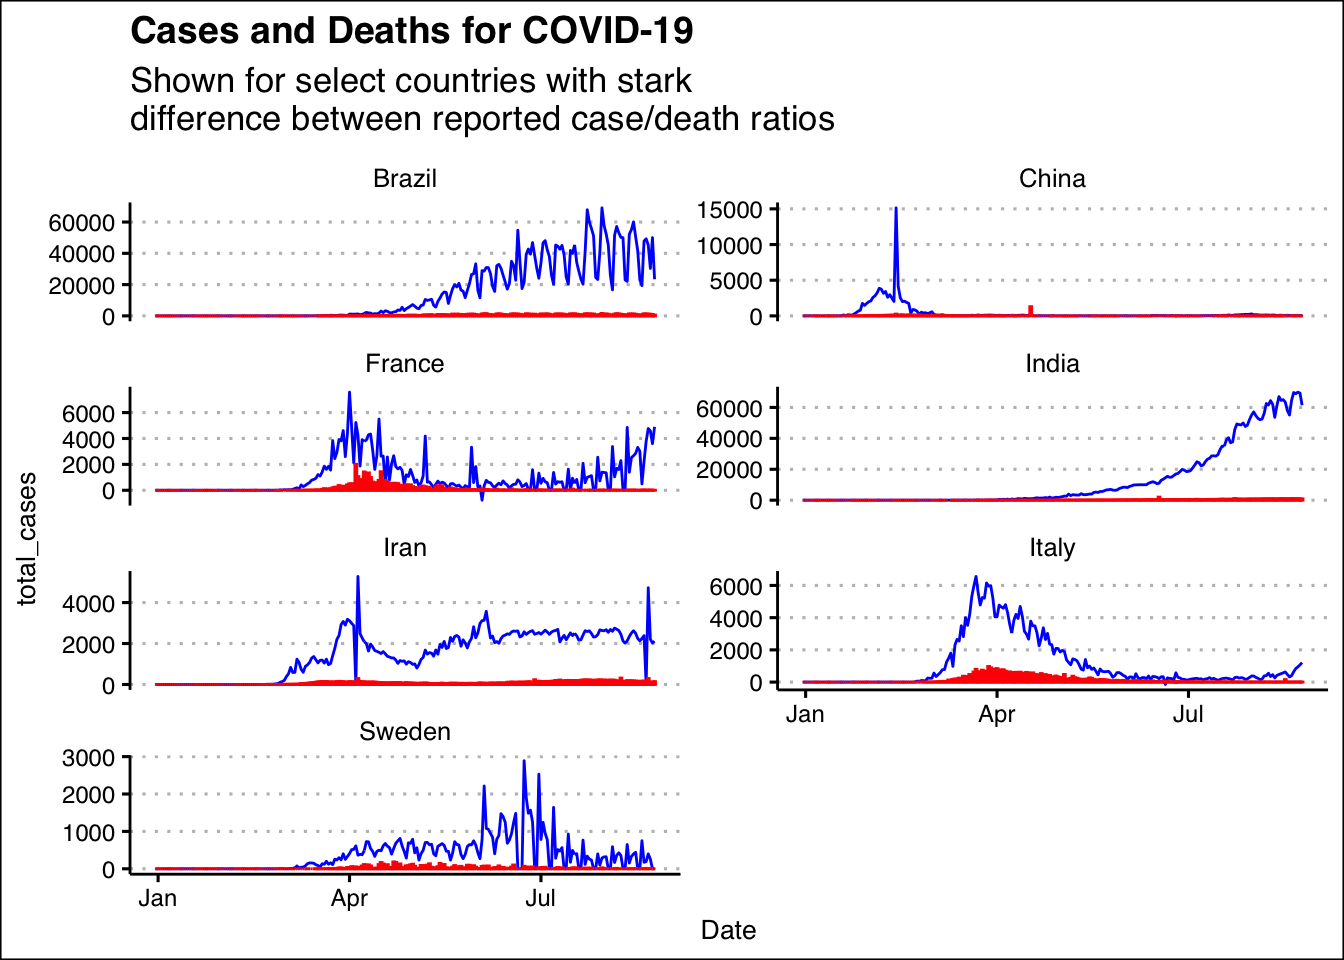 Cases and Deaths for COVID-19
Shown for select countries with stark
difference between reported case/death ratios
total_cases
Brazil
60000
40000
20000
0
China
15000
10000
5000
0
France
6000
4000
2000
0
India
60000
40000
20000
0
Iran
4000
2000
0
Italy
6000
4000
2000
0
Jan Apr Jul
Sweden
3000
2000
1000
0
Jan Apr Jul
Date